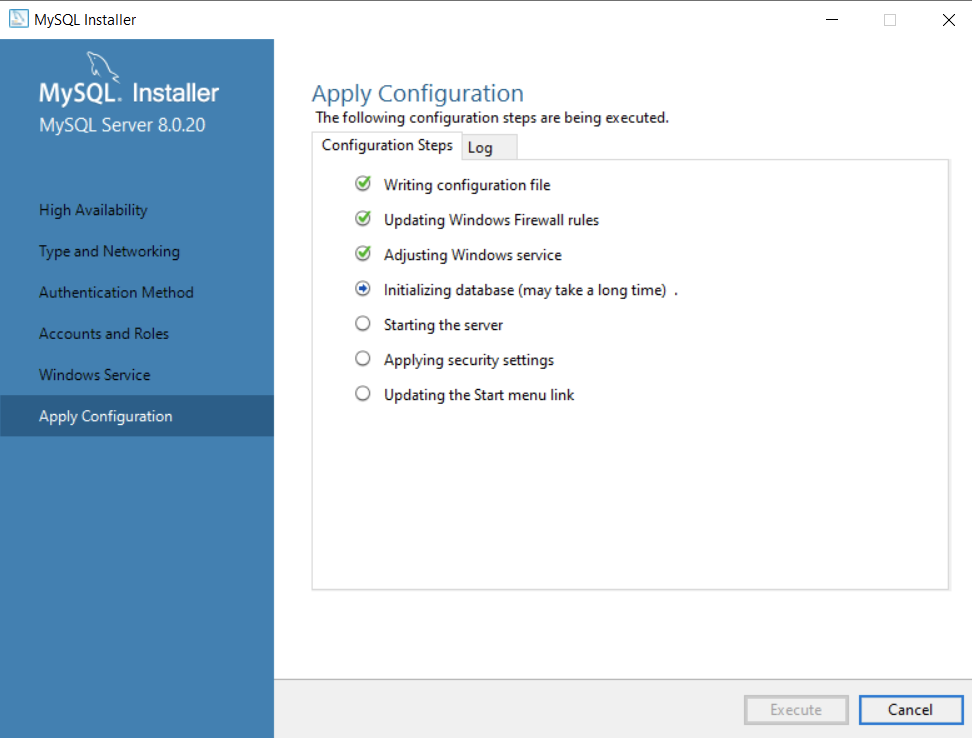 MySQL Installer
MySQL. Installer
MySQL Server 8.0.20
High Availability
Type and Networking
Authentication Method
Accounts and Roles
Windows Service
Apply Configuration
Apply Configuration
The following configuration steps are being executed.
Configuration Steps Log
Writing configuration file
Updating Windows Firewall rules
Adjusting Windows service
Initializing database (may take a long time) .
Starting the server
Applying security settings
Updating the Start menu link
Execute Cancel